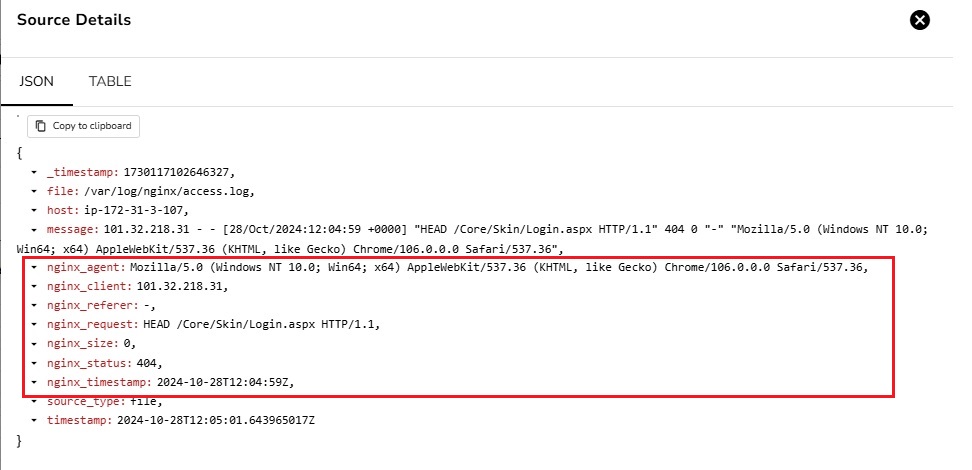 Source Details
JSON TABLE
Copy to clipboard
{
_timestamp: 1730117102646327,
file: /var/log/nginx/access.log,
host: ip-172-31-3-107,
message: 101.32.218.31 - - [28/Oct/2024:12:04:59 +0000] "HEAD /Core/Skin/Login.aspx HTTP/1.1" 404 0 "-" "Mozilla/5.0 (Windows NT 10.0;
Win64; x64) AppleWebKit/537.36 (KHTML, like Gecko) Chrome/106.0.0.0 Safari/537.36",
nginx_agent: Mozilla/5.0 (Windows NT 10.0; Win64; x64) AppleWebKit/537.36 (KHTML, like Gecko) Chrome/106.0.0.0 Safari/537.36,
nginx_client: 101.32.218.31,
nginx_referer: -,
nginx_request: HEAD /Core/Skin/Login.aspx HTTP/1.1,
nginx_size: 0,
nginx_status: 404,
nginx_timestamp: 2024-10-28T12:04:59Z,
source_type: file,
timestamp: 2024-10-28T12:05:01.643965017Z
}